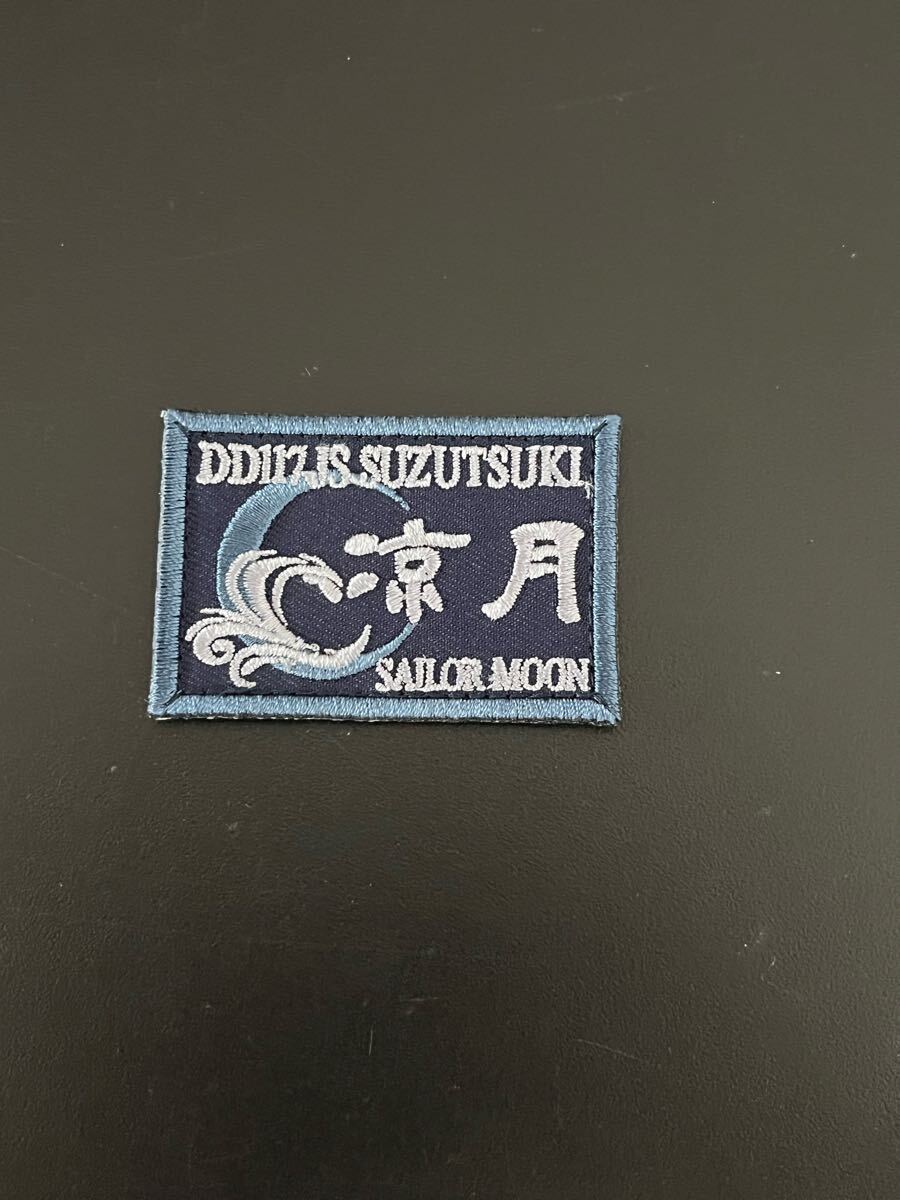 DD117 JS SUZUTSUKI
涼月
SAILOR MOON